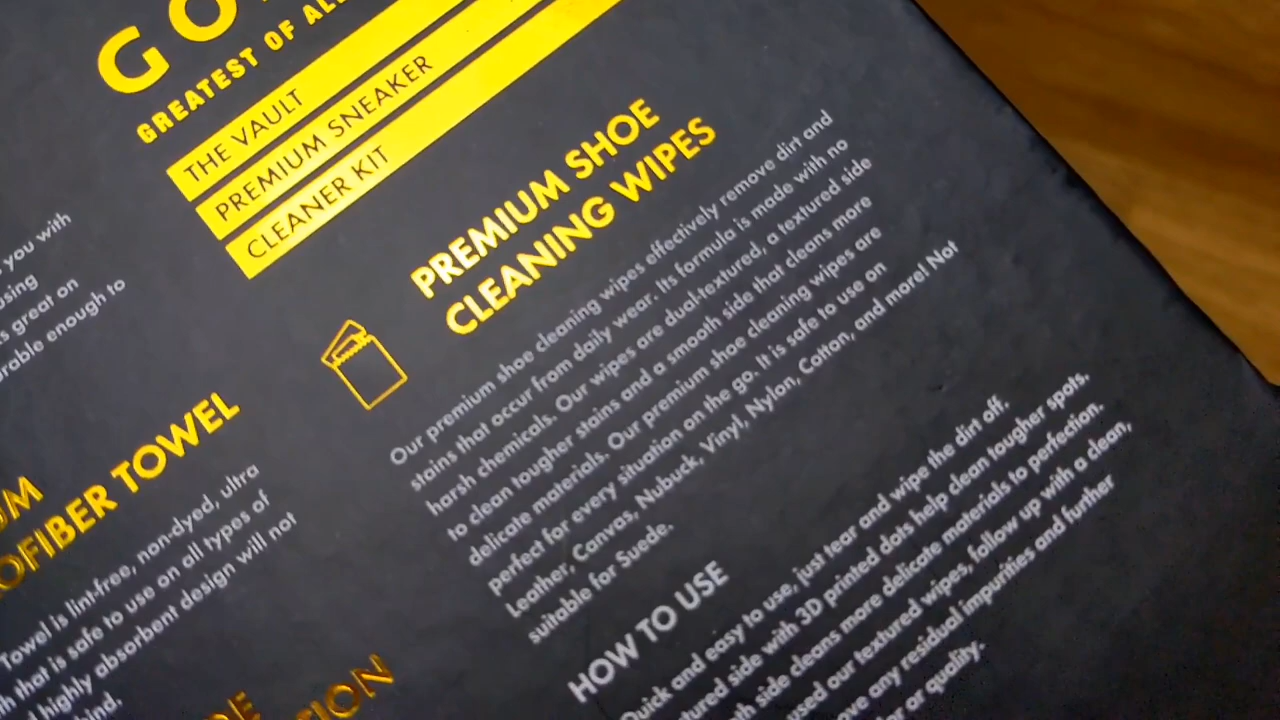 GREATEST OF ALL
THE VAULT
PREMIUM SNEAKER
CLEANER KIT
you with
using
s great on
durable enough to
OFIBER TOWEL
Towel is lint-free, non-dyed, ultra
that is safe to use on all types of
highly absorbent design will not
PREMIUM SHOE
CLEANING WIPES
Our premium shoe cleaning wipes effectively remove dirt and
stains that occur from daily wear. Its formula is made with no
harsh chemicals. Our wipes are dual-textured, a textured side
to clean tougher stains and a smooth side that cleans more
delicate materials. Our premium shoe cleaning wipes are
perfect for every situation on the go. It is safe to use on
Leather, Canvas, Nubuck, Vinyl, Nylon, Cotton, and more! Not
suitable for Suede.
HOW TO USE
Quick and easy to use, just tear and wipe the dirt off.
tured side with 3D printed dots help clean tougher spots.
th side cleans more delicate materials to perfection.
used our textured wipes, follow up with a clean,
ove any residual impurities and further
or quality.